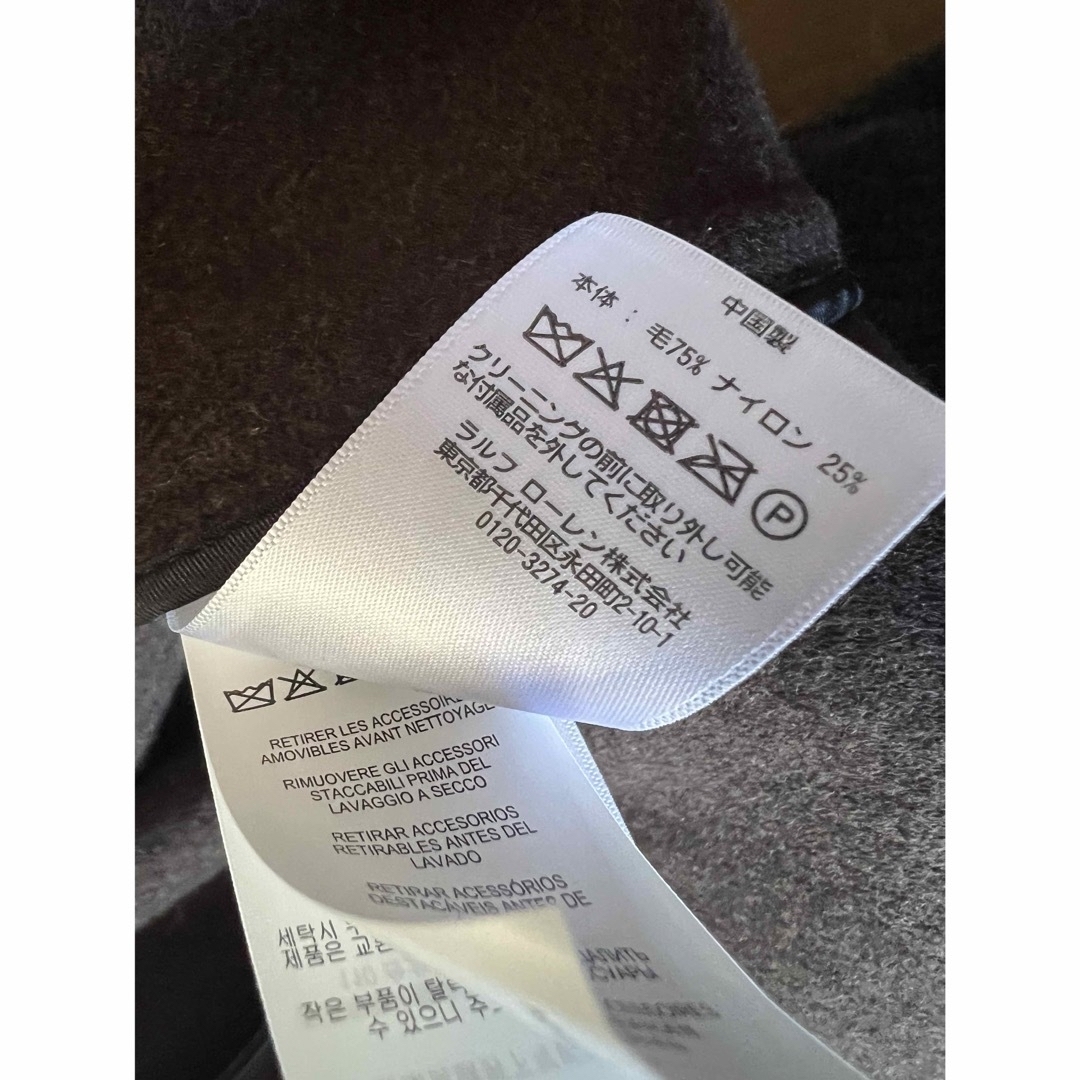 中国製
本体 : 毛75% ナイロン 25%
P
クリーニングの前に取り外し可能
な付属品を外してください
ラルフ ローレン株式会社
東京都千代田区永田町2-10-1
0120-3274-20
RETIRER LES ACCESSOIRE
AMOVIBLES AVANT NETTOYAGE
RIMUOVERE GLI ACCESSORI
STACCABILI PRIMA DEL
LAVAGGIO A SECCO
RETIRAR ACCESORIOS
RETIRABLES ANTES DEL
LAVADO
RETIRAR ACESSÓRIOS
DESTACÁVEIS ANTES DE
세탁시
제품은
작은 부품이
수 있으니